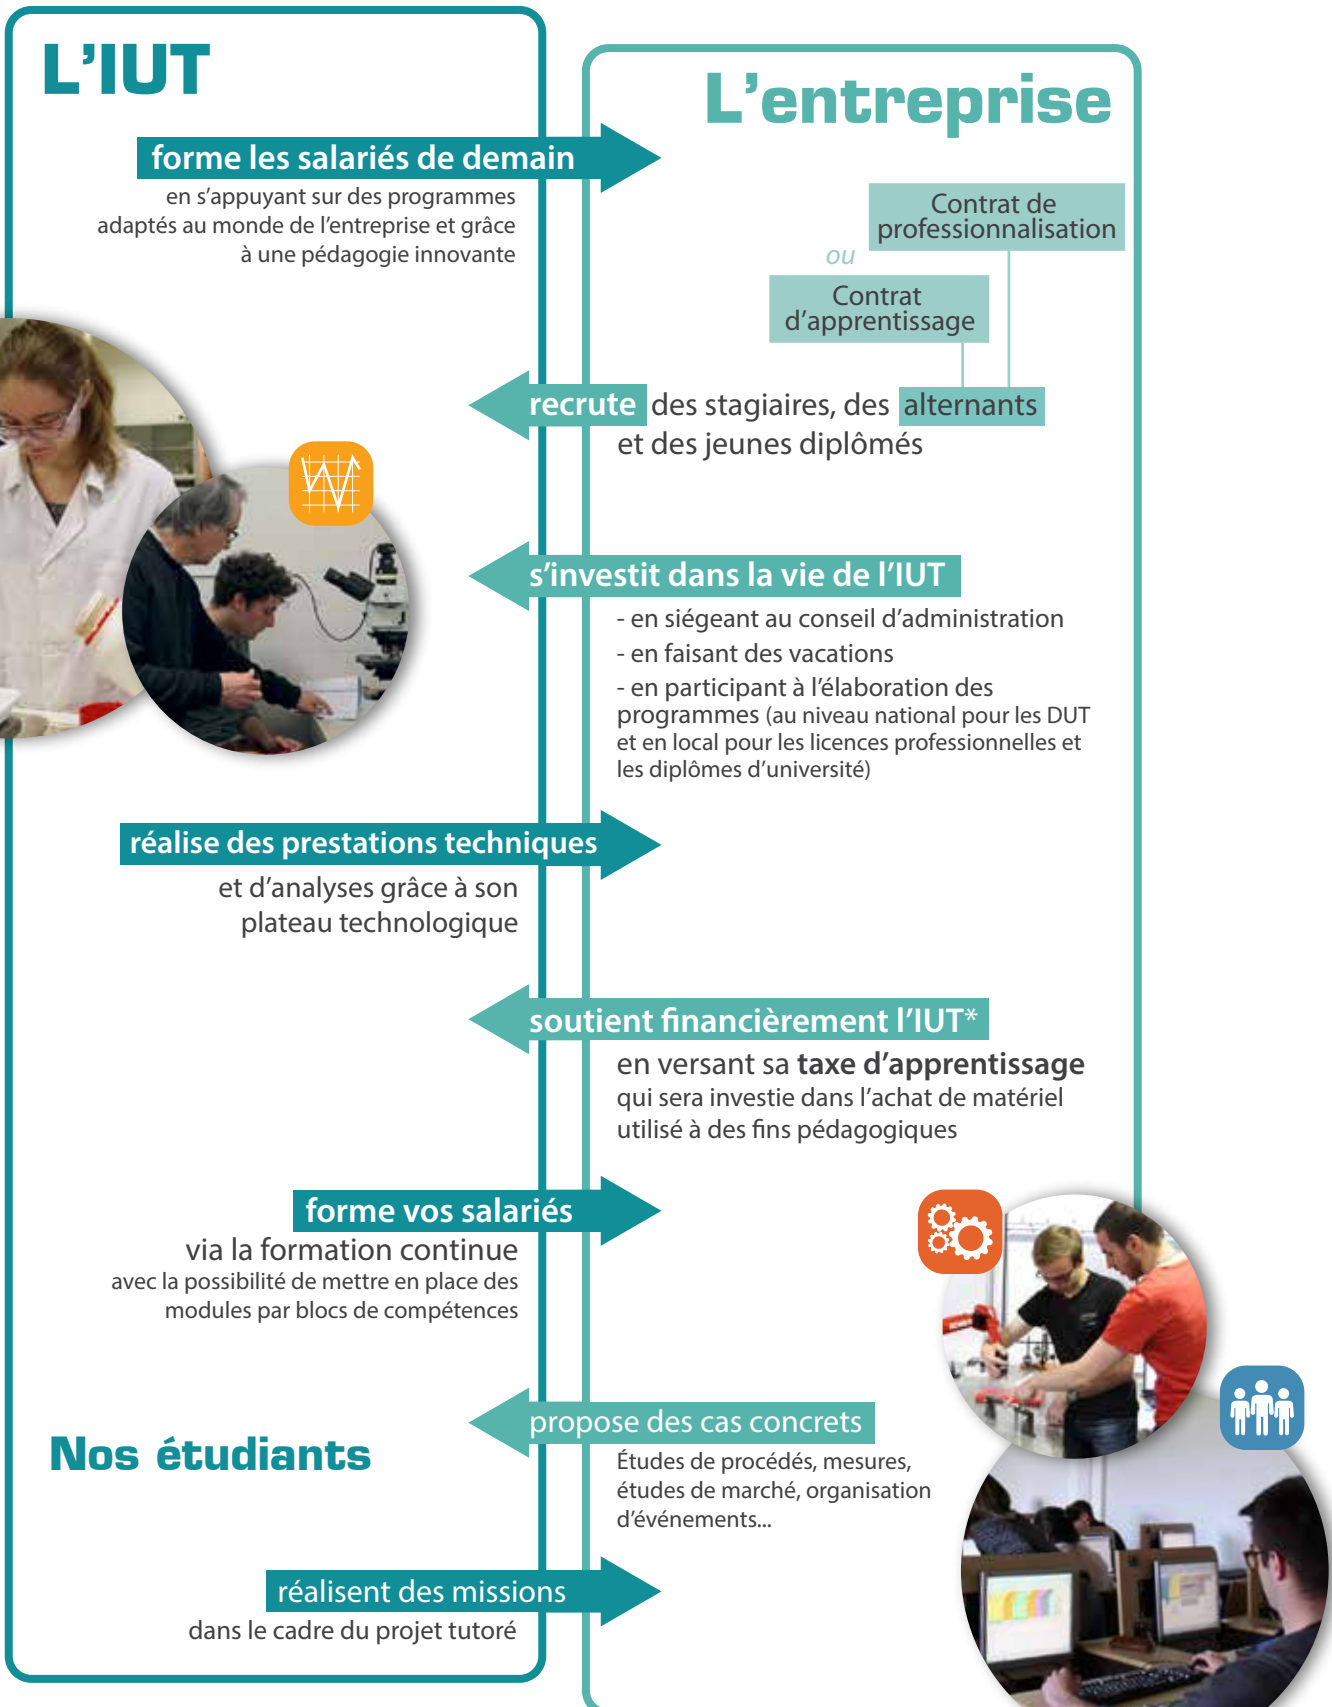 L'IUT
L'entreprise
forme les salariés de demain
en s'appuyant sur des programmes
adaptés au monde de l'entreprise et grâce
à une pédagogie innovante
Contrat de
professionnalisation
ou
Contrat
d'apprentissage
recrute des stagiaires, des alternants
et des jeunes diplômés
s'investit dans la vie de l'IUT
- en siégeant au conseil d'administration
- en faisant des vacations
- en participant à l'élaboration des
programmes (au niveau national pour les DUT
et en local pour les licences professionnelles et
les diplômes d'université)
réalise des prestations techniques
et d'analyses grâce à son
plateau technologique
soutient financièrement l'IUT*
en versant sa taxe d'apprentissage
qui sera investie dans l'achat de matériel
utilisé à des fins pédagogiques
forme vos salariés
via la formation continue
avec la possibilité de mettre en place des
modules par blocs de compétences
propose des cas concrets
Nos étudiants
Études de procédés, mesures,
études de marché, organisation
d'événements...
réalisent des missions
dans le cadre du projet tutoré